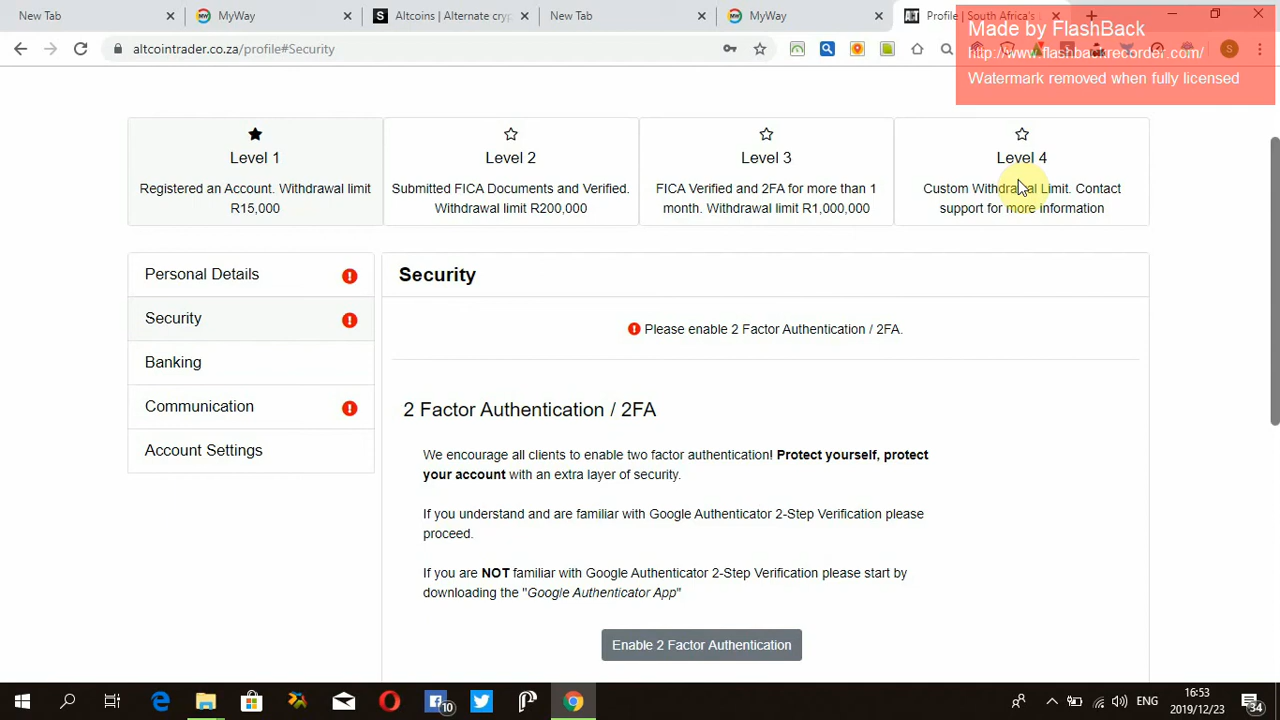 New Tab
MyWay
Altcoins | Alternate cryp
New Tab
MyWay
Profile | South Africa's L
Made by FlashBack
http://www.flashbackrecorder.com/
Watermark removed when fully licensed
altcointrader.co.za/profile#Security
Level 1
Registered an Account. Withdrawal limit
R15,000
Level 2
Submitted FICA Documents and Verified.
Withdrawal limit R200,000
Level 3
FICA Verified and 2FA for more than 1
month. Withdrawal limit R1,000,000
Level 4
Custom Withdrawal Limit. Contact
support for more information
Personal Details
Security
Banking
Communication
Account Settings
Security
Please enable 2 Factor Authentication / 2FA.
2 Factor Authentication / 2FA
We encourage all clients to enable two factor authentication! Protect yourself, protect
your account with an extra layer of security.
If you understand and are familiar with Google Authenticator 2-Step Verification please
proceed.
If you are NOT familiar with Google Authenticator 2-Step Verification please start by
downloading the "Google Authenticator App"
Enable 2 Factor Authentication
10
ENG
16:53
2019/12/23
34